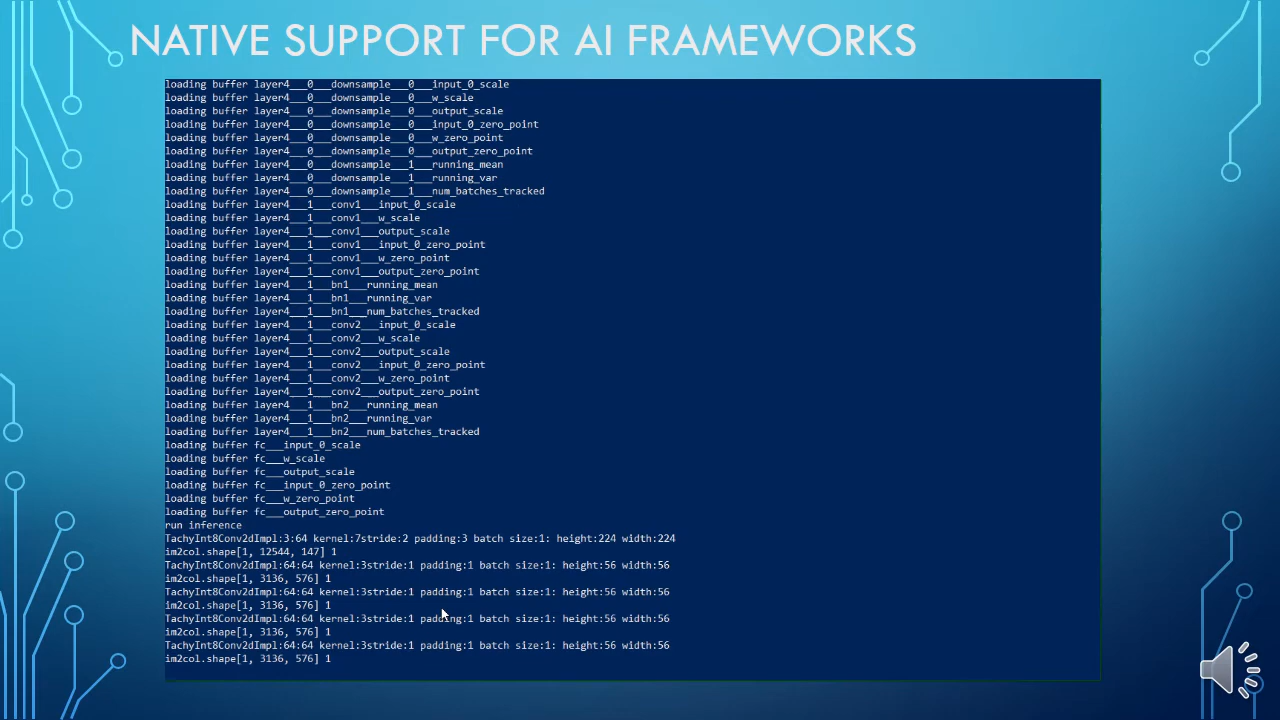 NATIVE SUPPORT FOR AI FRAMEWORKS
loading buffer layer4___0___downsample___0___input_0_scale
loading buffer layer4___0___downsample___0___w_scale
loading buffer layer4___0___downsample___0___output_scale
loading buffer layer4___0___downsample___0___input_0_zero_point
loading buffer layer4___0___downsample___0___w_zero_point
loading buffer layer4___0___downsample___0___output_zero_point
loading buffer layer4___0___downsample___1___running_mean
loading buffer layer4___0___downsample___1___running_var
loading buffer layer4___0___downsample___1___num_batches_tracked
loading buffer layer4___1___conv1___input_0_scale
loading buffer layer4___1___conv1___w_scale
loading buffer layer4___1___conv1___output_scale
loading buffer layer4___1___conv1___input_0_zero_point
loading buffer layer4___1___conv1___w_zero_point
loading buffer layer4___1___conv1___output_zero_point
loading buffer layer4___1___bn1___running_mean
loading buffer layer4___1___bn1___running_var
loading buffer layer4___1___bn1___num_batches_tracked
loading buffer layer4___1___conv2___input_0_scale
loading buffer layer4___1___conv2___w_scale
loading buffer layer4___1___conv2___output_scale
loading buffer layer4___1___conv2___input_0_zero_point
loading buffer layer4___1___conv2___w_zero_point
loading buffer layer4___1___conv2___output_zero_point
loading buffer layer4___1___bn2___running_mean
loading buffer layer4___1___bn2___running_var
loading buffer layer4___1___bn2___num_batches_tracked
loading buffer fc___input_0_scale
loading buffer fc___w_scale
loading buffer fc___output_scale
loading buffer fc___input_0_zero_point
loading buffer fc___w_zero_point
loading buffer fc___output_zero_point
run inference
TachyInt8Conv2dImpl:3:64 kernel:7stride:2 padding:3 batch size:1: height:224 width:224
im2col.shape[1, 12544, 147] 1
TachyInt8Conv2dImpl:64:64 kernel:3stride:1 padding:1 batch size:1: height:56 width:56
im2col.shape[1, 3136, 576] 1
TachyInt8Conv2dImpl:64:64 kernel:3stride:1 padding:1 batch size:1: height:56 width:56
im2col.shape[1, 3136, 576] 1
TachyInt8Conv2dImpl:64:64 kernel:3stride:1 padding:1 batch size:1: height:56 width:56
im2col.shape[1, 3136, 576] 1
TachyInt8Conv2dImpl:64:64 kernel:3stride:1 padding:1 batch size:1: height:56 width:56
im2col.shape[1, 3136, 576] 1